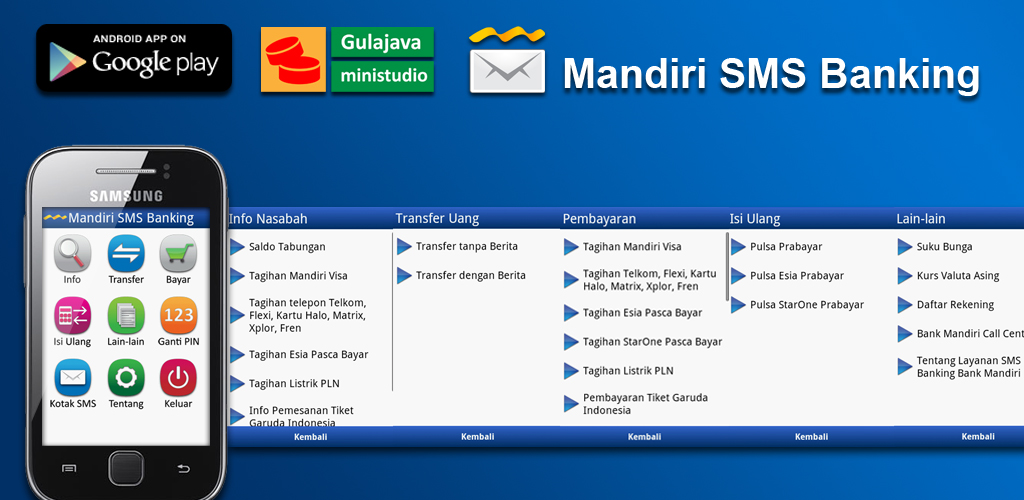 ANDROID APP ON
Google play
Gulajava
ministudio
Mandiri SMS Banking
SAMSUNG
Mandiri SMS Banking
Info
Transfer
Bayar
Isi Ulang
Lain-lain
123
Ganti PIN
Kotak SMS
Tentang
Keluar
Info Nasabah
Saldo Tabungan
Tagihan Mandiri Visa
Tagihan telepon Telkom,
Flexi, Kartu Halo, Matrix,
Xplor, Fren
Tagihan Esia Pasca Bayar
Tagihan Listrik PLN
Info Pemesanan Tiket
Garuda Indonesia
Kembali
Transfer Uang
Transfer tanpa Berita
Transfer dengan Berita
Kembali
Pembayaran
Tagihan Mandiri Visa
Tagihan Telkom, Flexi, Kartu
Halo, Matrix, Xplor, Fren
Tagihan Esia Pasca Bayar
Tagihan StarOne Pasca Bayar
Tagihan Listrik PLN
Pembayaran Tiket Garuda
Indonesia
Kembali
Isi Ulang
Pulsa Prabayar
Pulsa Esia Prabayar
Pulsa StarOne Prabayar
Kembali
Lain-lain
Suku Bunga
Kurs Valuta Asing
Daftar Rekening
Bank Mandiri Call Cent
Tentang Layanan SMS
Banking Bank Mandiri
Kembali